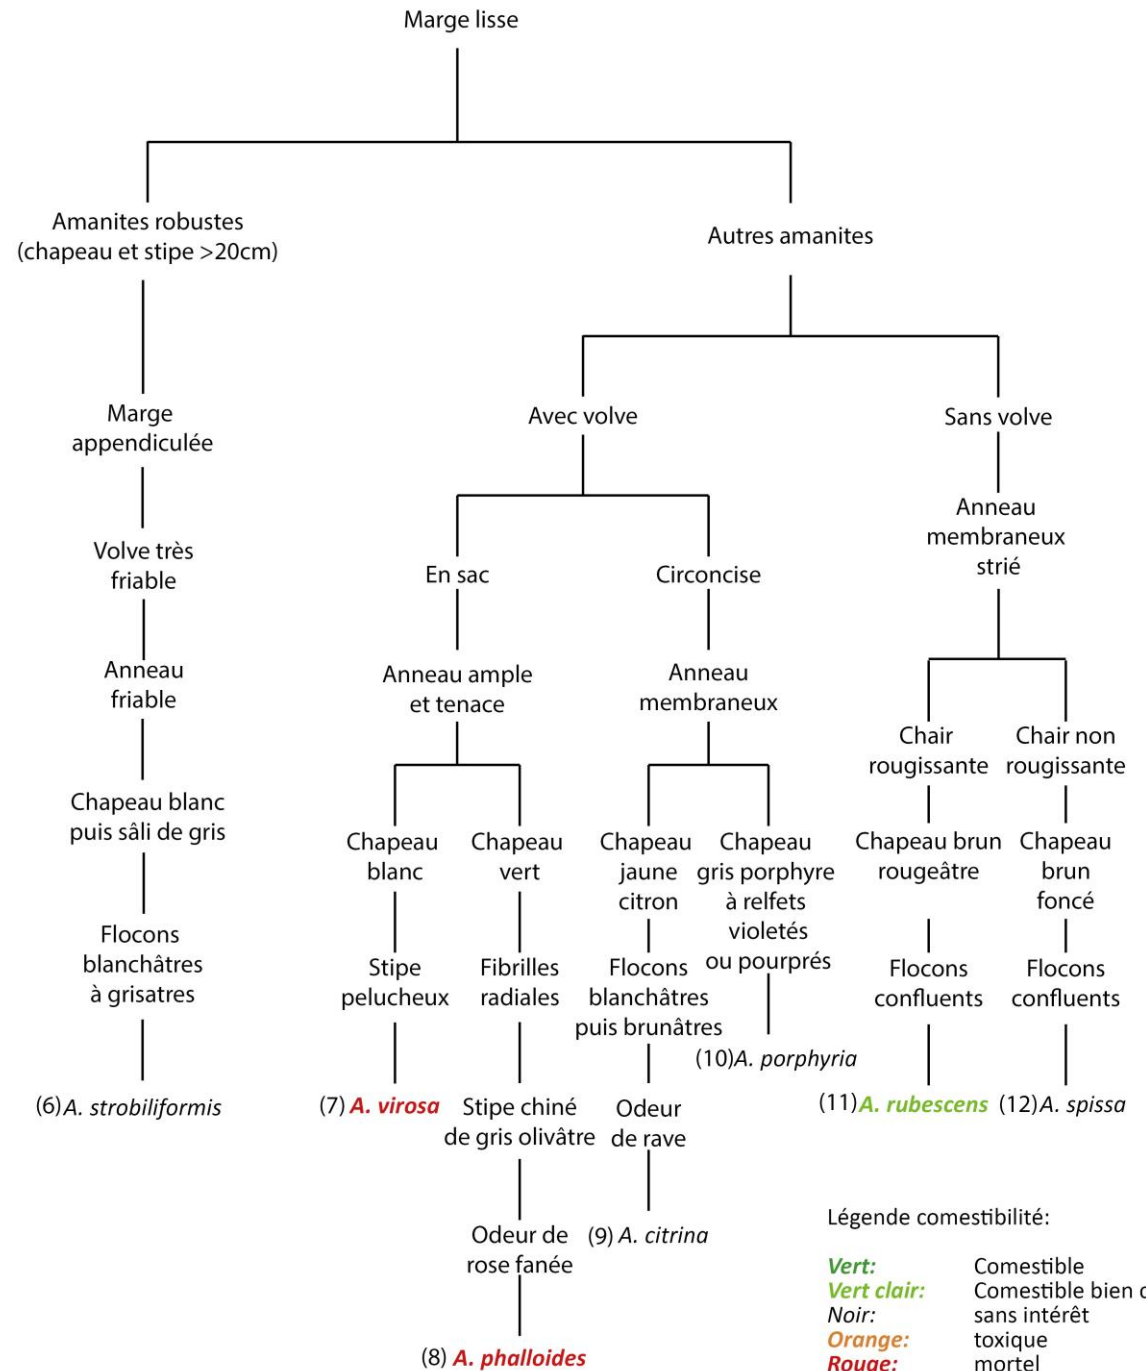 Marge lisse
Amanites robustes
(chapeau et stipe >20cm)
Autres amanites
Marge
appendiculée
Avec volve
Sans volve
Volve très
friable
En sac
Circoncise
Anneau
membraneux
strié
Anneau
friable
Anneau ample
et tenace
Anneau
membraneux
Chair
rougissante
Chair non
rougissante
Chapeau blanc
puis sâli de gris
Chapeau
blanc
Chapeau
vert
Chapeau
jaune
citron
Chapeau
gris porphyre
à relfets
violetés
ou pourprés
Chapeau brun
rougeâtre
Chapeau
brun
foncé
Flocons
blanchâtres
à grisatres
Stipe
pelucheux
Fibrilles
radiales
Flocons
blanchâtres
puis brunâtres
Flocons
confluents
Flocons
confluents
(10) A. porphyria
(6) A. strobiliformis
(7) A. virosa
Stipe chiné
de gris olivâtre
Odeur
de rave
(11) A. rubescens
(12) A. spissa
Odeur de
rose fanée
(9) A. citrina
(8) A. phalloides
Légende comestibilité:
Vert: Comestible
Vert clair: Comestible bien
Noir: sans intérêt
Orange: toxique
Rouge: mortel